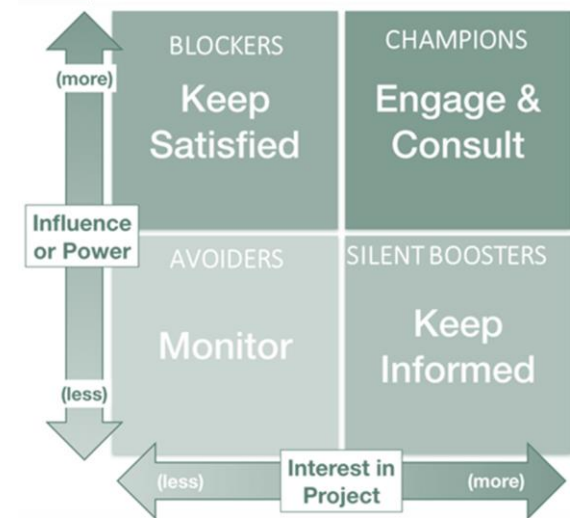 BLOCKERS
Keep
Satisfied
CHAMPIONS
Engage &
Consult
(more)
Influence
or Power
(less)
AVOIDERS
Monitor
SILENT BOOSTERS
Keep
Informed
(less)
Interest in
Project
(more)